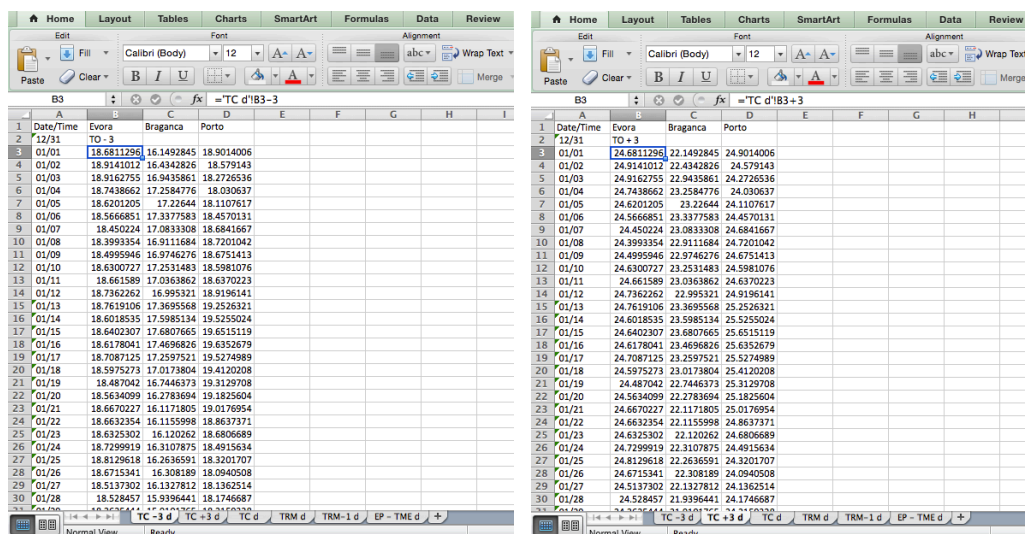 Home Layout Tables Charts SmartArt Formulas Data Review
Edit Font Alignment
Fill Calibri (Body) 12 A A abc Wrap Text
Paste Clear B I U A Merge
B3 fx ='TC d'!B3-3
A B C D E F G H I
1 Date/Time Evora Braganca Porto
2 12/31 TO - 3
3 01/01 18.6811296 16.1492845 18.9014006
4 01/02 18.9141012 16.4342826 18.579143
5 01/03 18.9162755 16.9435861 18.2726536
6 01/04 18.7438662 17.2584776 18.030637
7 01/05 18.6201205 17.22644 18.1107617
8 01/06 18.5666851 17.3377583 18.4570131
9 01/07 18.450224 17.0833308 18.6841667
10 01/08 18.3993354 16.9111684 18.7201042
11 01/09 18.4995946 16.9746276 18.6751413
12 01/10 18.6300727 17.2531483 18.5981076
13 01/11 18.661589 17.0363862 18.6370223
14 01/12 18.7362262 16.995321 18.9196141
15 01/13 18.7619106 17.3695568 19.2526321
16 01/14 18.6018535 17.5985134 19.5255024
17 01/15 18.6402307 17.6807665 19.6515119
18 01/16 18.6178041 17.4696826 19.6352679
19 01/17 18.7087125 17.2597521 19.5274989
20 01/18 18.5975273 17.0173804 19.4120208
21 01/19 18.487042 16.7446373 19.3129708
22 01/20 18.5634099 16.2783694 19.1825604
23 01/21 18.6670227 16.1171805 19.0176954
24 01/22 18.6632354 16.1155998 18.8637371
25 01/23 18.6325302 16.120262 18.6806689
26 01/24 18.7299919 16.3107875 18.4915634
27 01/25 18.8129618 16.2636591 18.3201707
28 01/26 18.6715341 16.308189 18.0940508
29 01/27 18.5137302 16.1327812 18.1362514
30 01/28 18.528457 15.9396441 18.1746687
TC -3 d TC +3 d TC d TRM d TRM-1 d EP - TME d +
Normal View Ready
Home Layout Tables Charts SmartArt Formulas Data Review
Edit Font Alignment
Fill Calibri (Body) 12 A A abc Wrap Text
Paste Clear B I U A Merge
B3 fx ='TC d'!B3+3
A B C D E F G H
1 Date/Time Evora Braganca Porto
2 12/31 TO + 3
3 01/01 24.6811296 22.1492845 24.9014006
4 01/02 24.9141012 22.4342826 24.579143
5 01/03 24.9162755 22.9435861 24.2726536
6 01/04 24.7438662 23.2584776 24.030637
7 01/05 24.6201205 23.22644 24.1107617
8 01/06 24.5666851 23.3377583 24.4570131
9 01/07 24.450224 23.0833308 24.6841667
10 01/08 24.3993354 22.9111684 24.7201042
11 01/09 24.4995946 22.9746276 24.6751413
12 01/10 24.6300727 23.2531483 24.5981076
13 01/11 24.661589 23.0363862 24.6370223
14 01/12 24.7362262 22.995321 24.9196141
15 01/13 24.7619106 23.3695568 25.2526321
16 01/14 24.6018535 23.5985134 25.5255024
17 01/15 24.6402307 23.6807665 25.6515119
18 01/16 24.6178041 23.4696826 25.6352679
19 01/17 24.7087125 23.2597521 25.5274989
20 01/18 24.5975273 23.0173804 25.4120208
21 01/19 24.487042 22.7446373 25.3129708
22 01/20 24.5634099 22.2783694 25.1825604
23 01/21 24.6670227 22.1171805 25.0176954
24 01/22 24.6632354 22.1155998 24.8637371
25 01/23 24.6325302 22.120262 24.6806689
26 01/24 24.7299919 22.3107875 24.4915634
27 01/25 24.8129618 22.2636591 24.3201707
28 01/26 24.6715341 22.308189 24.0940508
29 01/27 24.5137302 22.1327812 24.1362514
30 01/28 24.528457 21.9396441 24.1746687
TC -3 d TC +3 d TC d TRM d TRM-1 d EP - TME d +
Normal View Ready